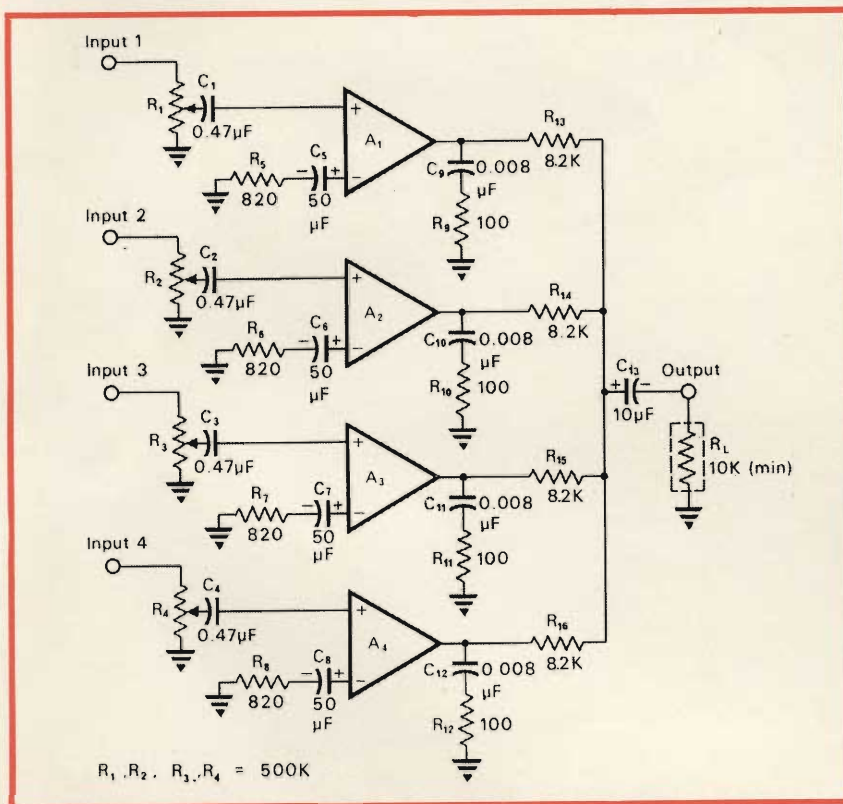 Input 1
R₁
C₁
0.47µF
+
A₁
−
R₅
820
− C₅ +
50
µF
C₉
0.008
µF
R₉
100
R₁₃
8.2K
Input 2
R₂
C₂
0.47µF
+
A₂
−
R₆
820
− C₆ +
50
µF
C₁₀
0.008
µF
R₁₀
100
R₁₄
8.2K
Input 3
R₃
C₃
0.47µF
+
A₃
−
R₇
820
− C₇ +
50
µF
C₁₁
0.008
µF
R₁₁
100
R₁₅
8.2K
+ C₁₃ −
10µF
Output
R_L
10K (min)
Input 4
R₄
C₄
0.47µF
+
A₄
−
R₈
820
− C₈ +
50
µF
C₁₂
0.008
µF
R₁₂
100
R₁₆
8.2K
R₁, R₂, R₃, R₄ = 500K